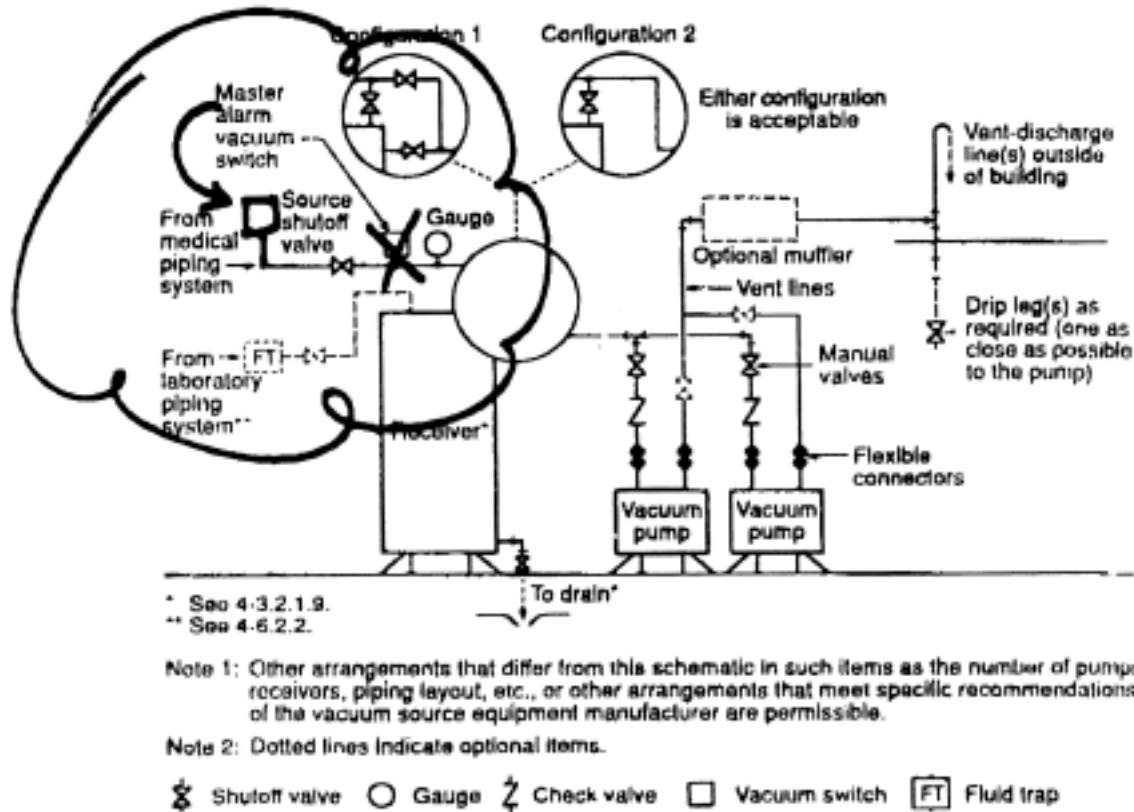 Configuration 1
Configuration 2
Master
alarm
vacuum
switch
Either configuration
is acceptable
Vent-discharge
line(s) outside
of building
Source
shutoff
valve
Gauge
From
medical
piping
system
Optional muffler
Vent lines
Drip leg(s) as
required (one as
close as possible
to the pump)
From
laboratory
piping
system**
FT
Manual
valves
Receiver*
Flexible
connectors
Vacuum
pump
Vacuum
pump
To drain*
* See 4-3.2.1.9.
** See 4-6.2.2.
Note 1: Other arrangements that differ from this schematic in such items as the number of pump
receivers, piping layout, etc., or other arrangements that meet specific recommendations
of the vacuum source equipment manufacturer are permissible.
Note 2: Dotted lines indicate optional items.
Shutoff valve Gauge Check valve Vacuum switch FT Fluid trap